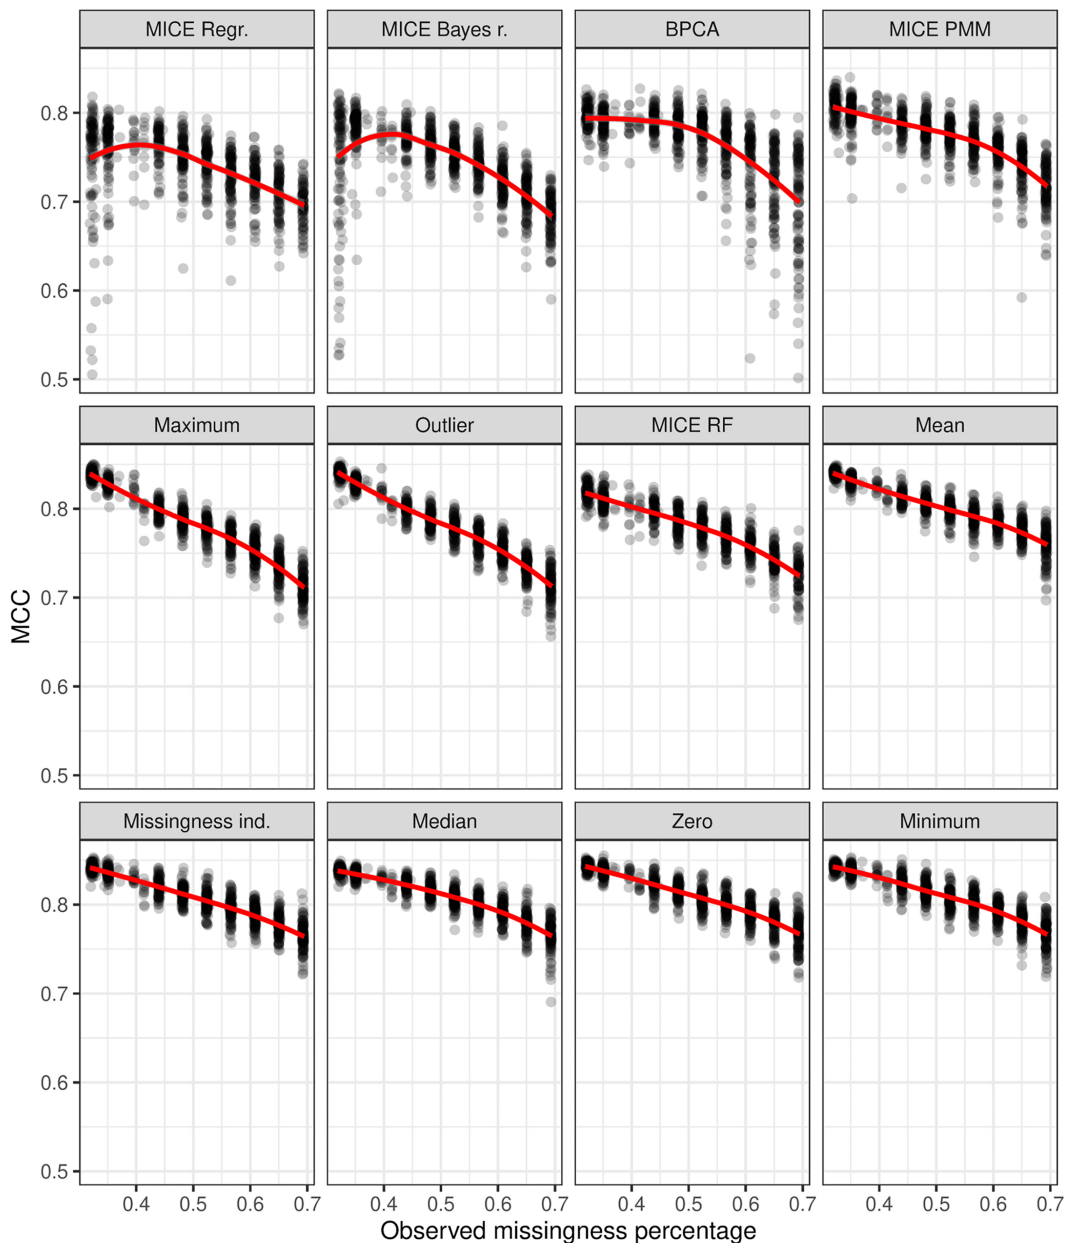 MICE Regr.
MICE Bayes r.
BPCA
MICE PMM
0.8
0.7
0.6
0.5
Maximum
Outlier
MICE RF
Mean
MCC
0.8
0.7
0.6
0.5
Missingness ind.
Median
Zero
Minimum
0.8
0.7
0.6
0.5
0.4 0.5 0.6 0.7 0.4 0.5 0.6 0.7 0.4 0.5 0.6 0.7 0.4 0.5 0.6 0.7
Observed missingness percentage